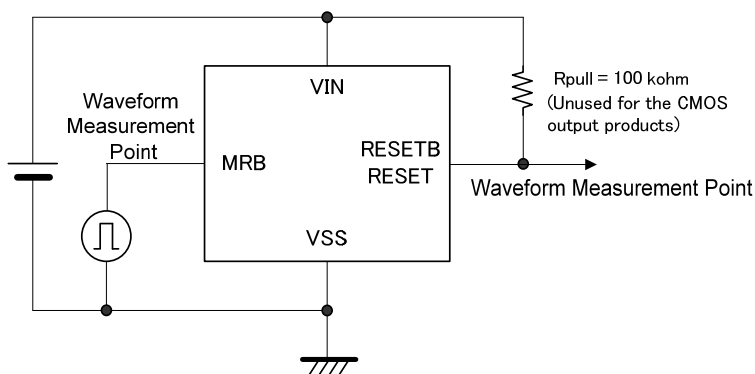 VIN
Rpull = 100 kohm
(Unused for the CMOS
output products)
Waveform
Measurement
Point
MRB
RESETB
RESET
Waveform Measurement Point
VSS